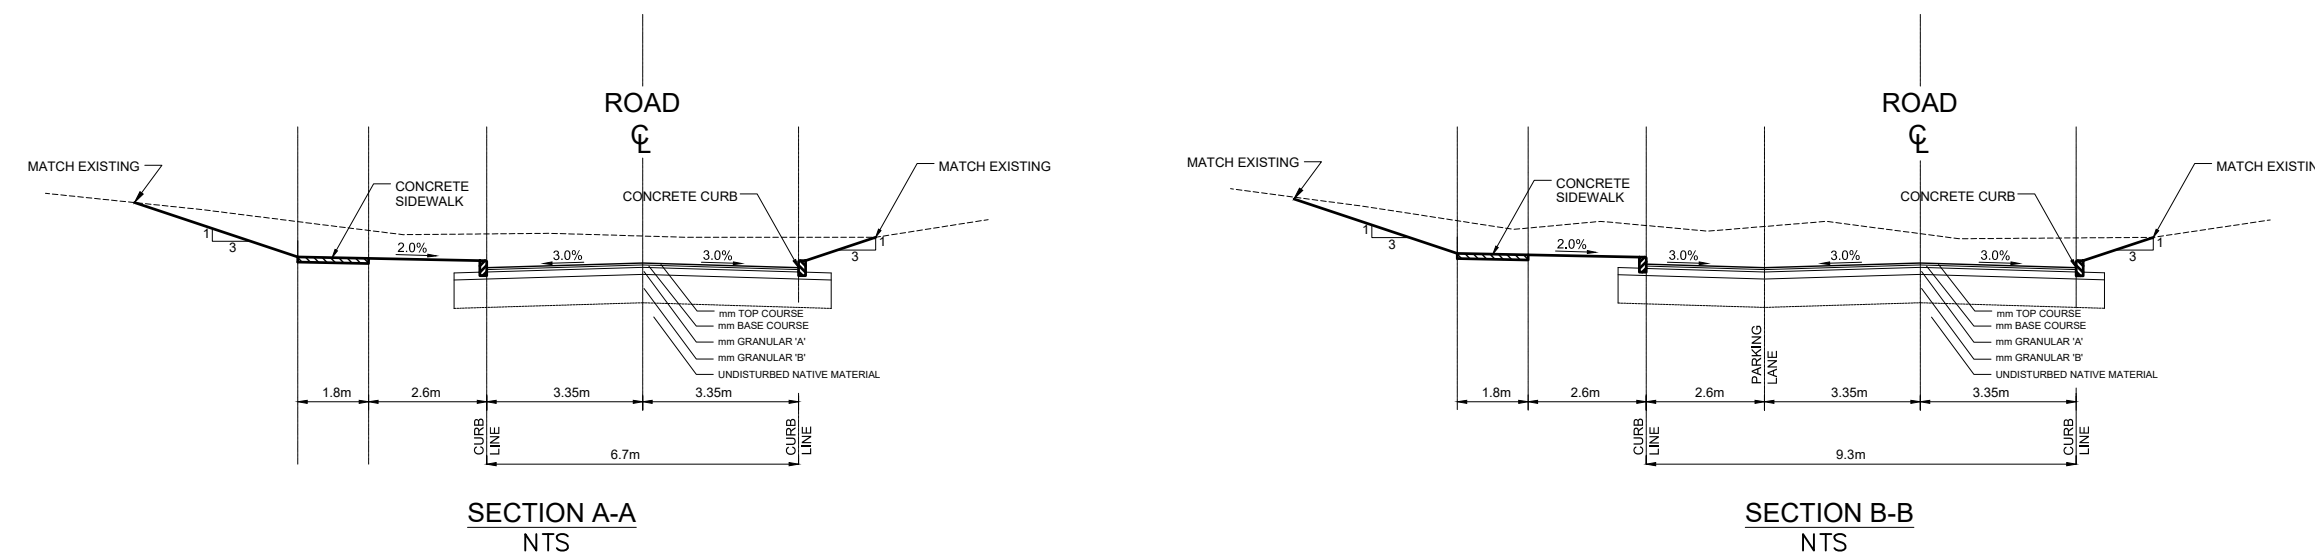 ROAD
℄
MATCH EXISTING
CONCRETE
SIDEWALK
CONCRETE CURB
MATCH EXISTING
1
3
2.0%
3.0%
3.0%
1
3
mm TOP COURSE
mm BASE COURSE
mm GRANULAR 'A'
mm GRANULAR 'B'
UNDISTURBED NATIVE MATERIAL
1.8m
2.6m
3.35m
3.35m
CURB
LINE
CURB
LINE
6.7m
SECTION A-A
NTS
ROAD
℄
MATCH EXISTING
CONCRETE
SIDEWALK
CONCRETE CURB
MATCH EXISTIN
1
3
2.0%
3.0%
3.0%
3.0%
1
3
mm TOP COURSE
mm BASE COURSE
mm GRANULAR 'A'
mm GRANULAR 'B'
UNDISTURBED NATIVE MATERIAL
PARKING
LANE
1.8m
2.6m
2.6m
3.35m
3.35m
CURB
LINE
CURB
LINE
9.3m
SECTION B-B
NTS